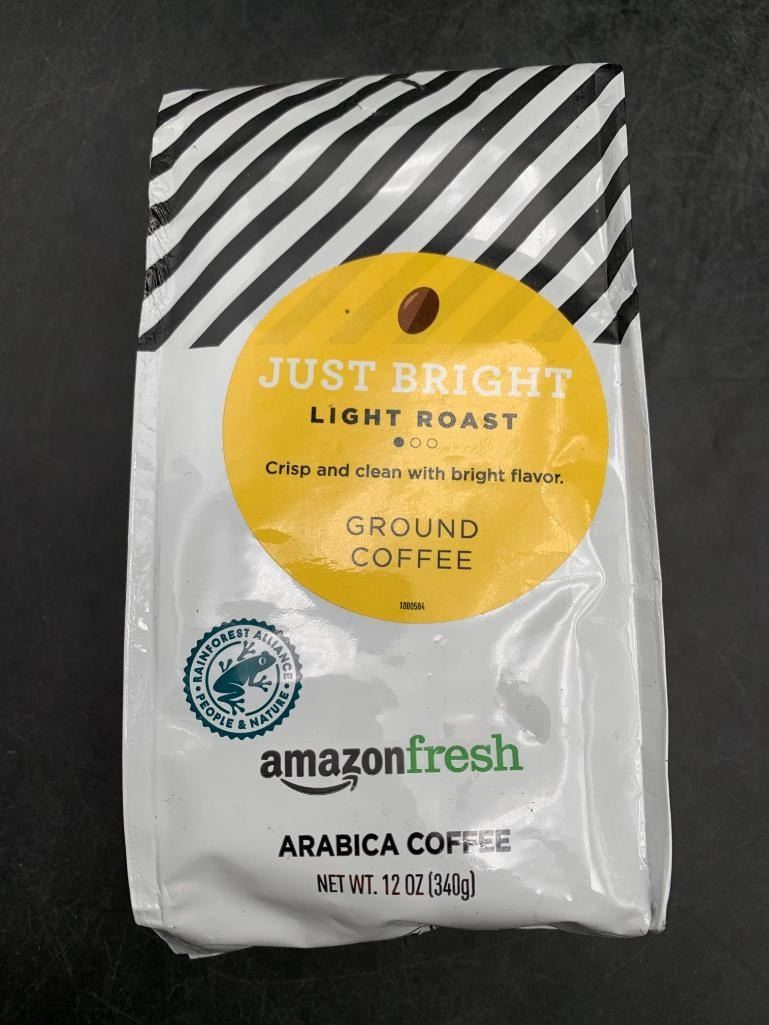 JUST BRIGHT
LIGHT ROAST
Crisp and clean with bright flavor.
GROUND
COFFEE
1000584
RAINFOREST ALLIANCE
PEOPLE & NATURE
amazonfresh
ARABICA COFFEE
NET WT. 12 OZ (340g)